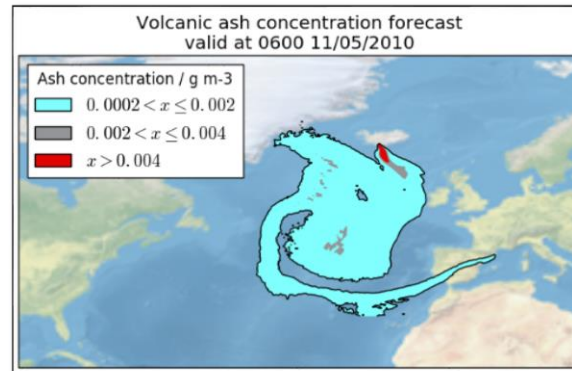 Volcanic ash concentration forecast
valid at 0600 11/05/2010
Ash concentration / g m-3
0.0002 < x ≤ 0.002
0.002 < x ≤ 0.004
x > 0.004